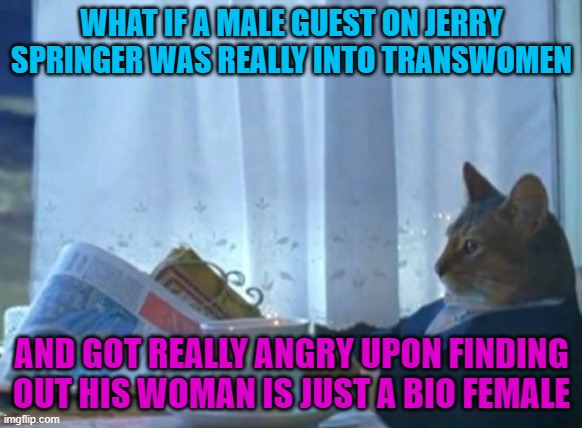 WHAT IF A MALE GUEST ON JERRY
SPRINGER WAS REALLY INTO TRANSWOMEN
AND GOT REALLY ANGRY UPON FINDING
OUT HIS WOMAN IS JUST A BIO FEMALE
imgflip.com